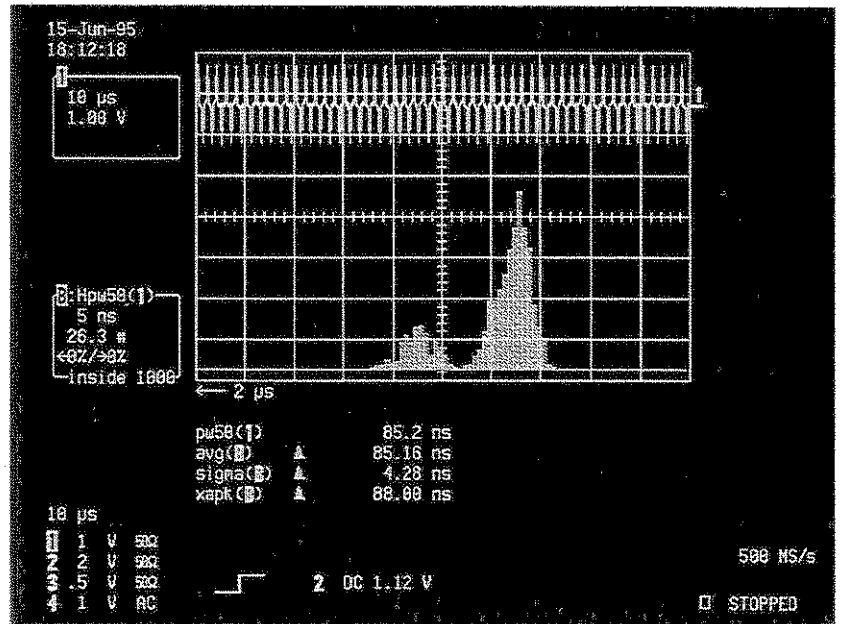 15-Jun-95
18:12:18
1
10 µs
1.00 V
1
B:Hpw50(1)
5 ns
26.3 #
←0%/→0%
inside 1000
← 2 µs
pw50(1) 85.2 ns
avg(B) 85.16 ns
sigma(B) 4.28 ns
xapk(B) 88.00 ns
10 µs
1 1 V 50Ω
2 2 V 50Ω
3 .5 V 50Ω
4 1 V AC
2 DC 1.12 V
500 MS/s
STOPPED